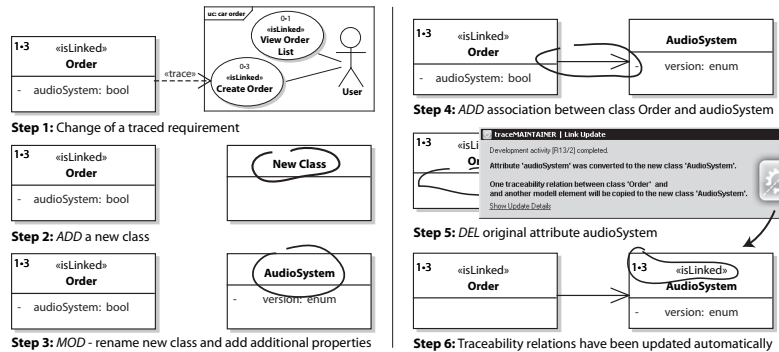 1•3
«isLinked»
Order
- audioSystem: bool
«trace»
uc: car order
0•1
«isLinked»
View Order
List
0•3
«isLinked»
Create Order
User
Step 1: Change of a traced requirement
1•3
«isLinked»
Order
- audioSystem: bool
New Class
Step 2: ADD a new class
1•3
«isLinked»
Order
- audioSystem: bool
AudioSystem
- version: enum
Step 3: MOD - rename new class and add additional properties
1•3
«isLinked»
Order
- audioSystem: bool
AudioSystem
- version: enum
Step 4: ADD association between class Order and audioSystem
1•3
traceMAINTAINER | Link Update
Development activity [R13/2] completed.
Attribute 'audioSystem' was converted to the new class 'AudioSystem'.
One traceability relation between class 'Order' and
and another modell element will be copied to the new class 'AudioSystem'.
Show Update Details
Step 5: DEL original attribute audioSystem
1•3
«isLinked»
Order
1•3
«isLinked»
AudioSystem
- version: enum
Step 6: Traceability relations have been updated automatically